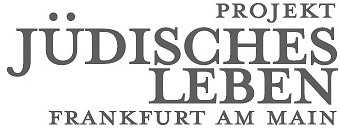 PROJEKT
JÜDISCHES
LEBEN
FRANKFURT AM MAIN